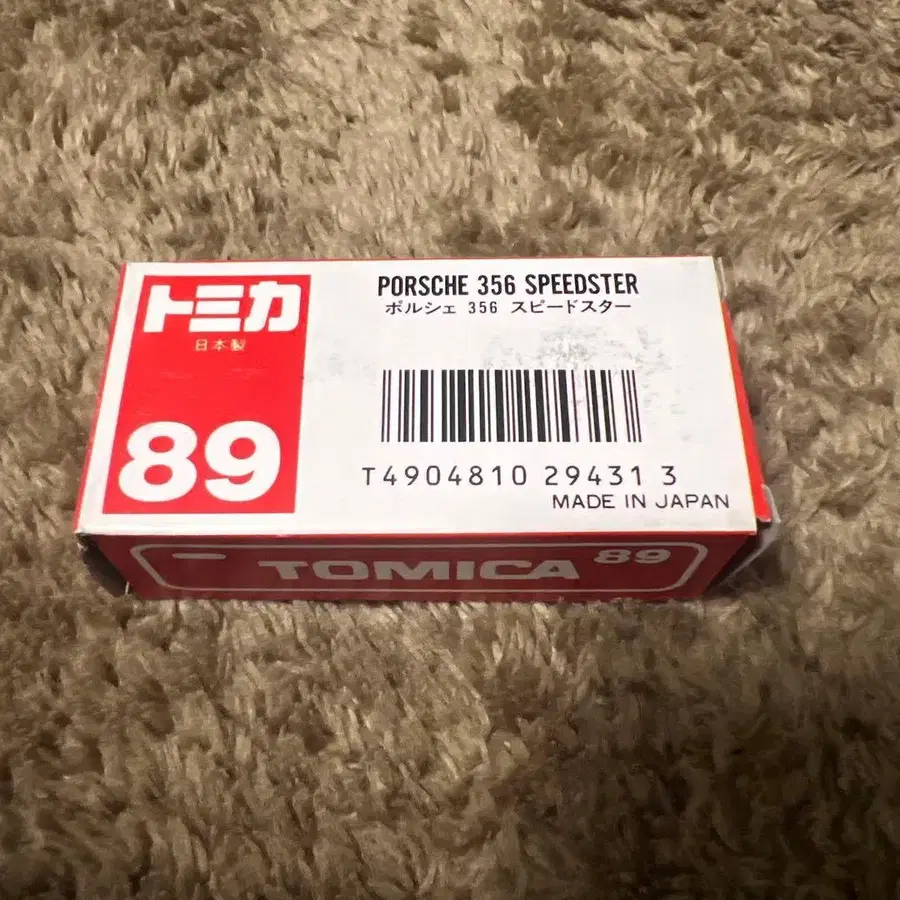 トミカ
日本製
89
PORSCHE 356 SPEEDSTER
ポルシェ 356 スピードスター
T4904810 29431 3
MADE IN JAPAN
TOMICA 89